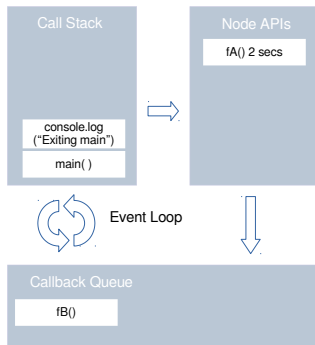 Call Stack
Node APIs
fA() 2 secs
console.log
(“Exiting main”)
main( )
Event Loop
Callback Queue
fB()